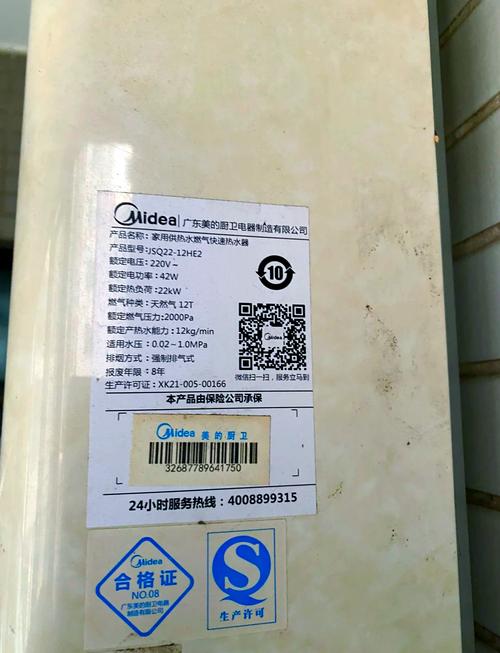 Midea 广东美的厨卫电器制造有限公司
产品名称：家用供热水燃气快速热水器
产品型号：JSQ22-12HE2
额定电压：220V～
额定电功率：42W
额定热负荷：22kW
燃气种类：天然气 12T
额定燃气压力：2000Pa
额定产热水能力：12kg/min
适用水压：0.02～1.0MPa
排烟方式：强制排气式
报废年限：8年
生产许可证：XK21-005-00166
10
Midea
微信扫一扫，服务立马到
本产品由保险公司承保
Midea 美的厨卫
32687789641750
24小时服务热线：4008899315
Midea
合格证
NO.08
广东美的厨卫电器
制造有限公司
生产许可